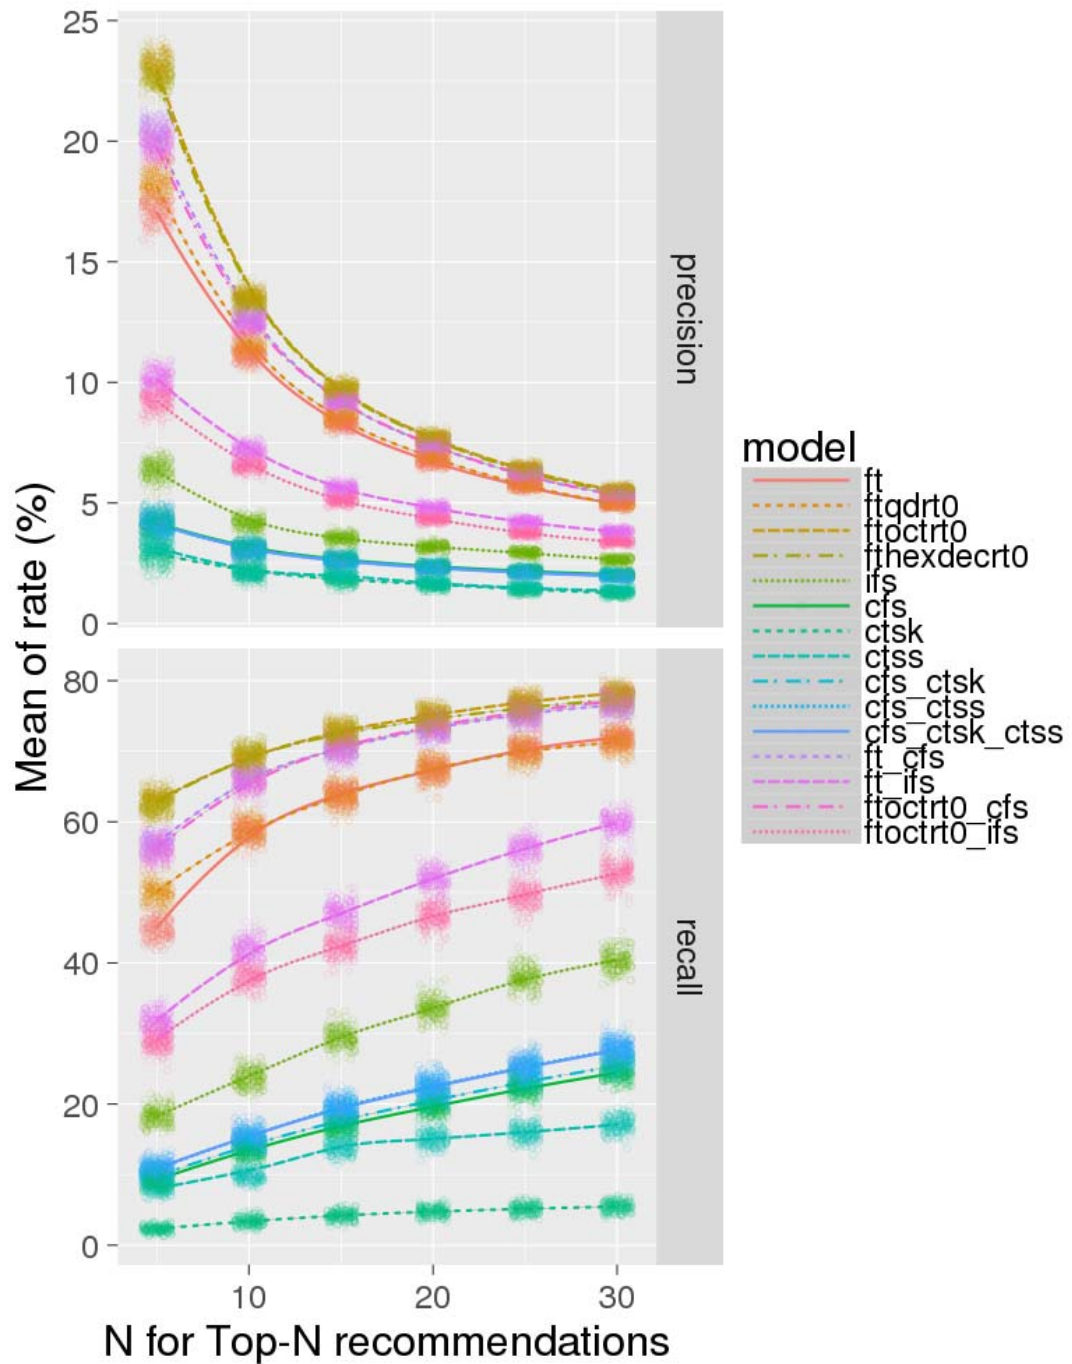 25
20
15
10
5
0
precision
80
60
40
20
0
recall
10 20 30
Mean of rate (%)
N for Top-N recommendations
model
ft
ftqdrt0
ftoctrt0
fthexdecrt0
ifs
cfs
ctsk
ctss
cfs_ctsk
cfs_ctss
cfs_ctsk_ctss
ft_cfs
ft_ifs
ftoctrt0_cfs
ftoctrt0_ifs